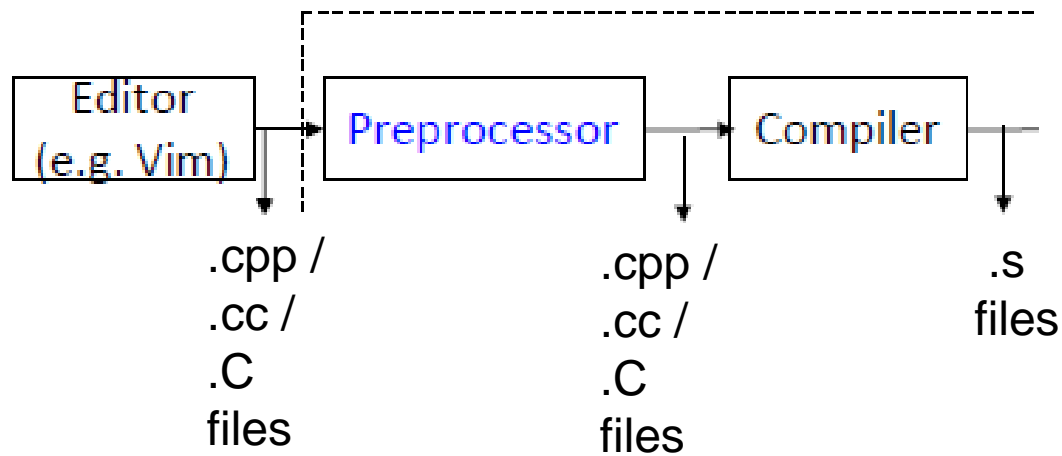 Editor
(e.g. Vim)
Preprocessor
Compiler
.cpp /
.cc /
.C
files
.cpp /
.cc /
.C
files
.s
files